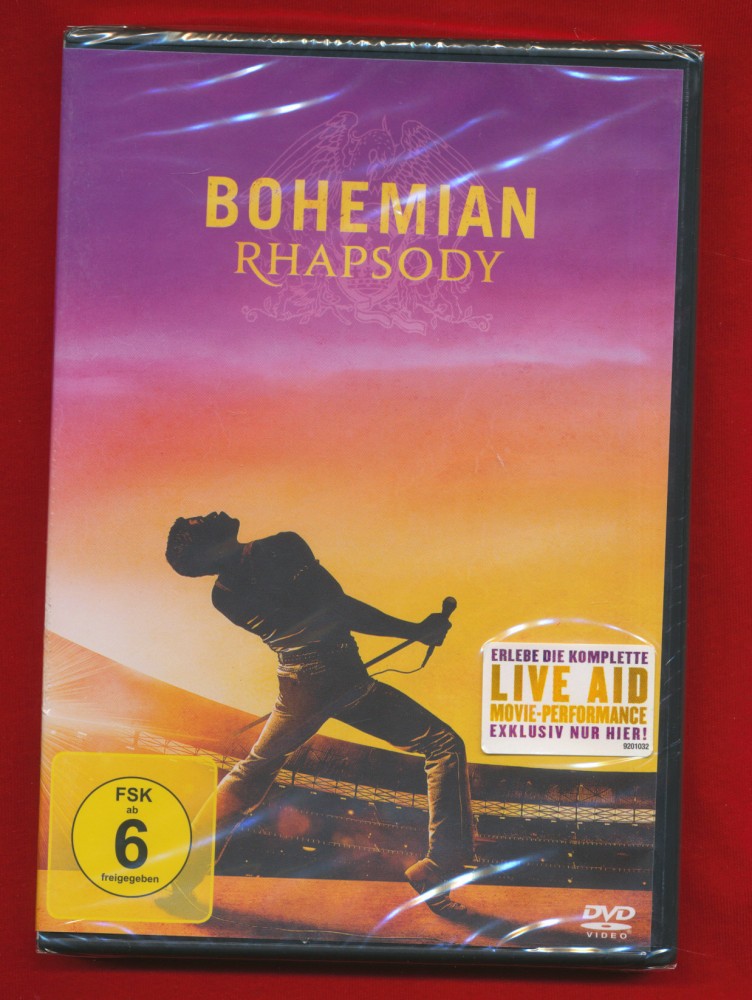 BOHEMIAN
RHAPSODY
ERLEBE DIE KOMPLETTE
LIVE AID
MOVIE-PERFORMANCE
EXKLUSIV NUR HIER!
9201032
FSK
ab
6
freigegeben
DVD
VIDEO